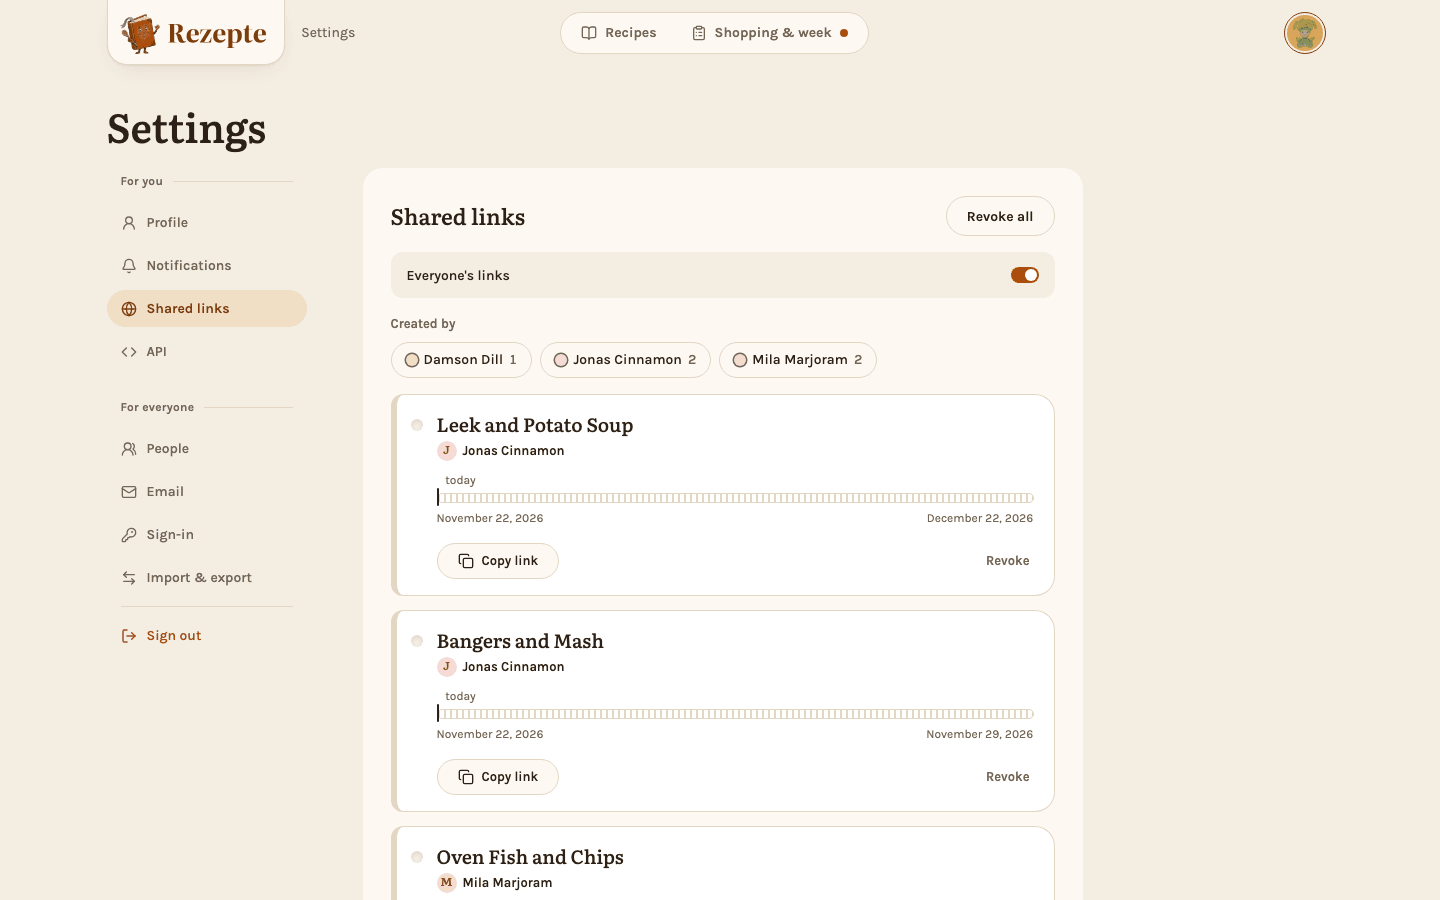 Rezepte
Settings
Recipes
Shopping & week
Settings
For you
Profile
Notifications
Shared links
API
For everyone
People
Email
Sign-in
Import & export
Sign out
Shared links
Revoke all
Everyone's links
Created by
Damson Dill 1
Jonas Cinnamon 2
Mila Marjoram 2
Leek and Potato Soup
J Jonas Cinnamon
today
November 22, 2026
December 22, 2026
Copy link
Revoke
Bangers and Mash
J Jonas Cinnamon
today
November 22, 2026
November 29, 2026
Copy link
Revoke
Oven Fish and Chips
M Mila Marjoram